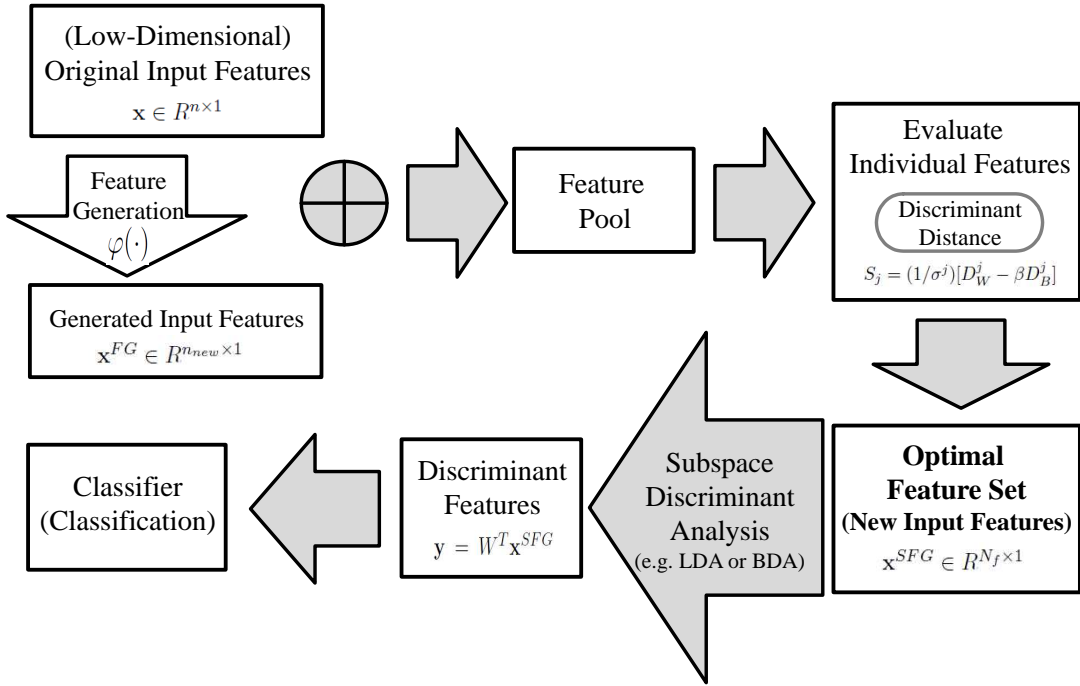 (Low-Dimensional)
Original Input Features
x ∈ R^{n×1}
Feature
Generation
φ(·)
Generated Input Features
x^{FG} ∈ R^{n_{new}×1}
Feature
Pool
Evaluate
Individual Features
Discriminant
Distance
S_j = (1/σ^j)[D_W^j − βD_B^j]
Optimal
Feature Set
(New Input Features)
x^{SFG} ∈ R^{N_f×1}
Subspace
Discriminant
Analysis
(e.g. LDA or BDA)
Discriminant
Features
y = W^T x^{SFG}
Classifier
(Classification)